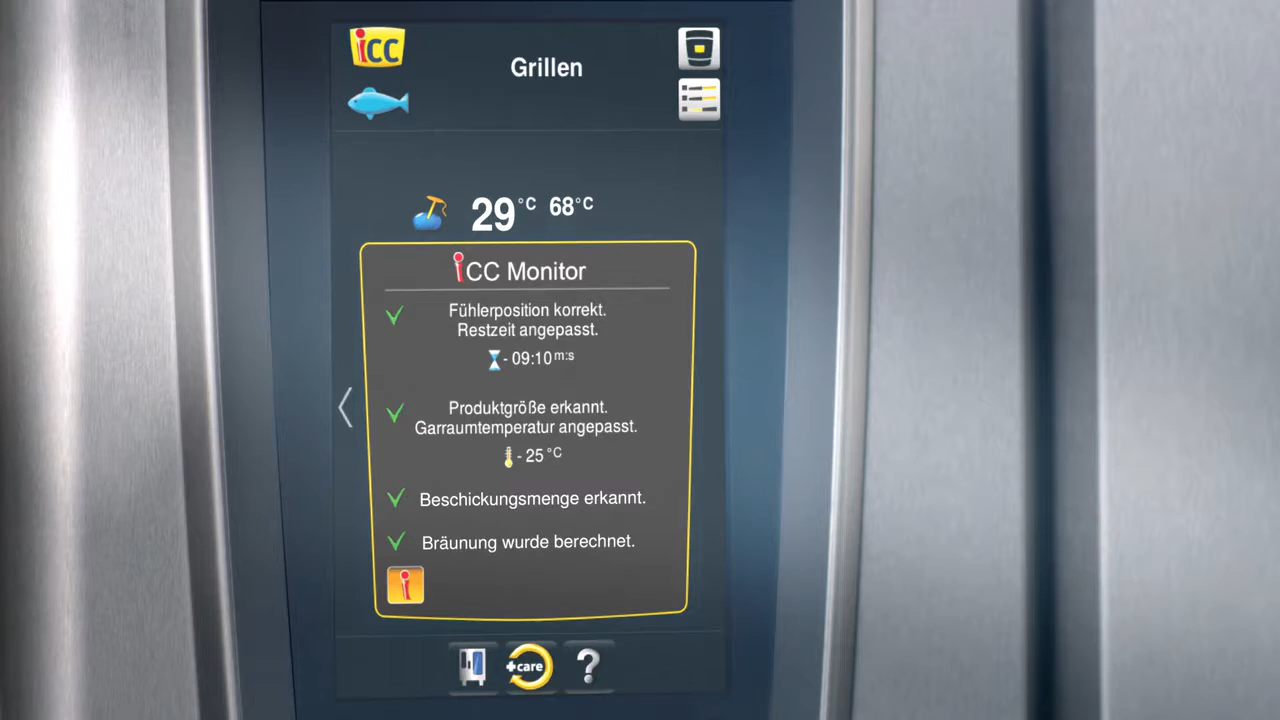 iCC
Grillen
29 °C 68 °C
iCC Monitor
Fühlerposition korrekt.
Restzeit angepasst.
- 09:10 m:s
Produktgröße erkannt.
Garraumtemperatur angepasst.
- 25 °C
Beschickungsmenge erkannt.
Bräunung wurde berechnet.
i
+care
?